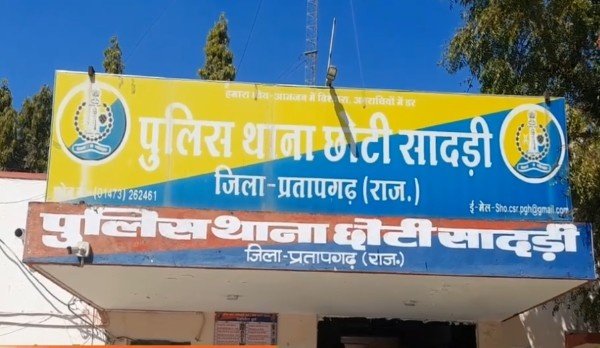 हमारा ध्येय-आमजन में विश्वास, अपराधियों में डर
पुलिस थाना छोटी सादड़ी
जिला-प्रतापगढ़ (राज.)
(01473) 262461
ई-मेल-Sho.csr.pgh@gmail.com
पुलिस थाना छोटी सादड़ी
जिला-प्रतापगढ़ (राज.)